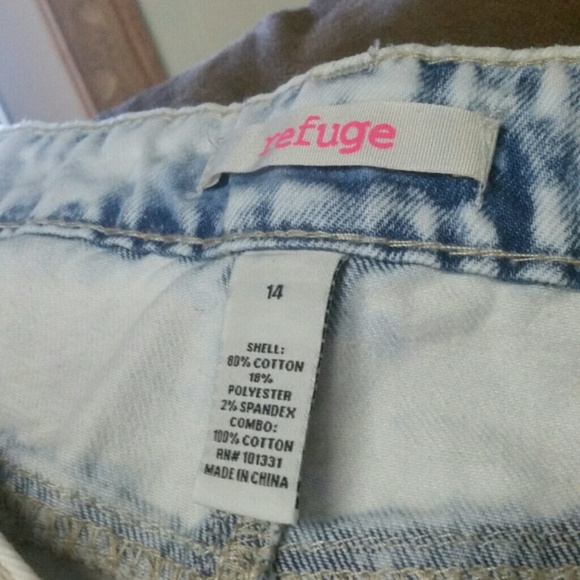 refuge
14
SHELL:
80% COTTON
18%
POLYESTER
2% SPANDEX
COMBO:
100% COTTON
RN# 101331
MADE IN CHINA